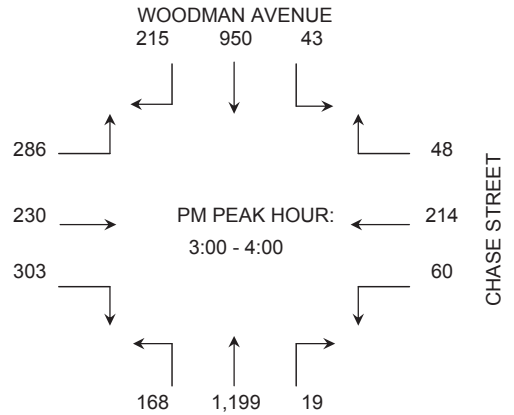 WOODMAN AVENUE
215 950 43
286
48
230
PM PEAK HOUR:
214
3:00 - 4:00
303
60
CHASE STREET
168 1,199 19